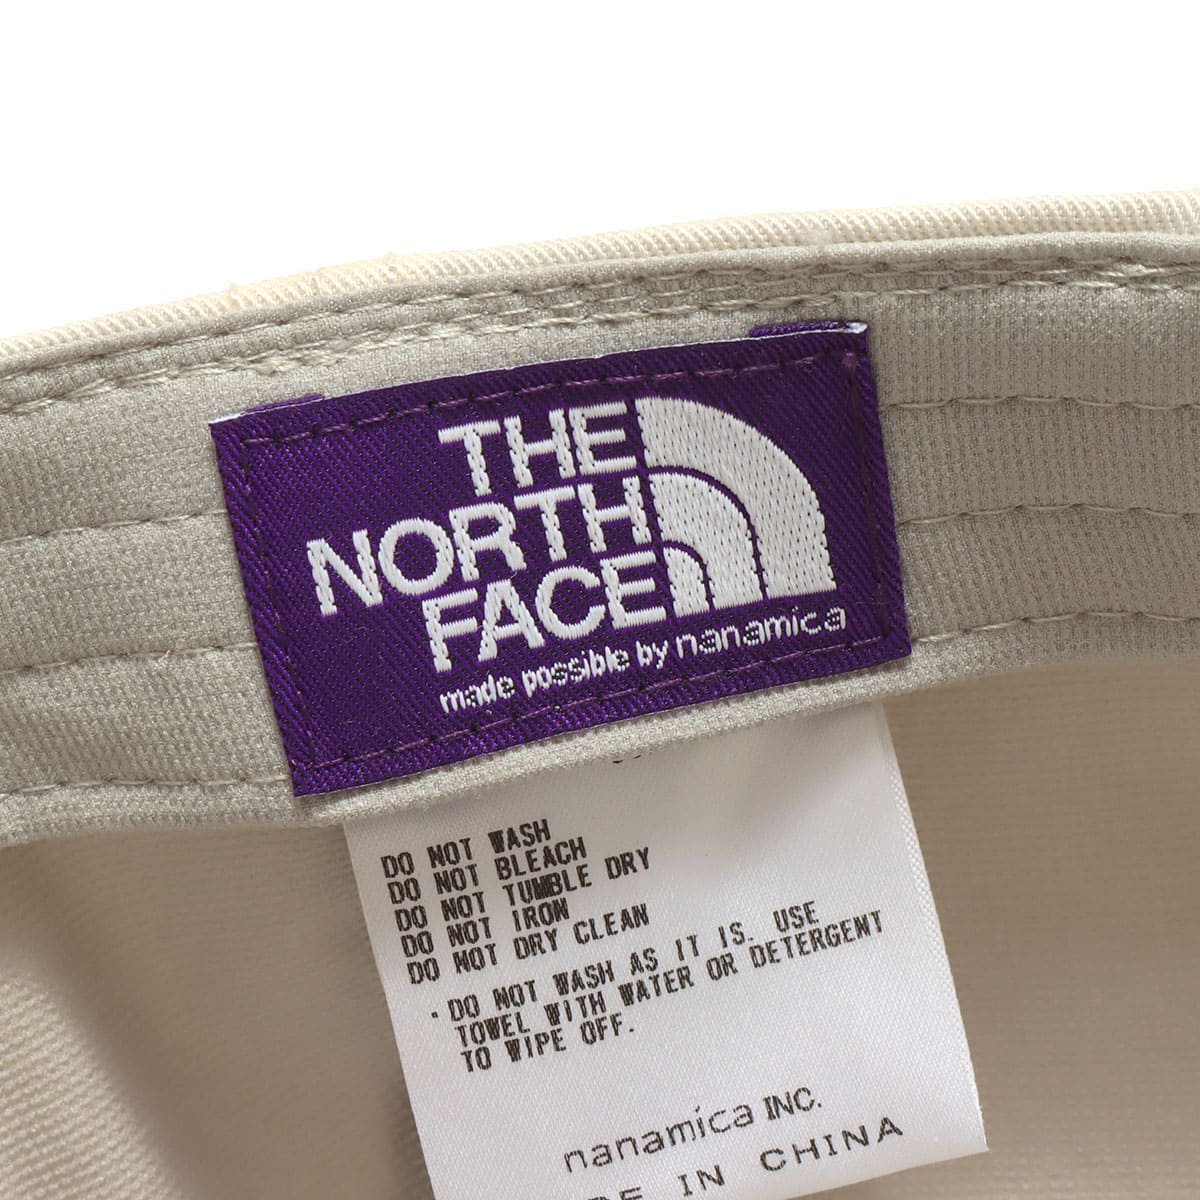 THE
NORTH
FACE
made possible by nanamica
DO NOT WASH
DO NOT BLEACH
DO NOT TUMBLE DRY
DO NOT IRON
DO NOT DRY CLEAN
・DO NOT WASH AS IT IS. USE
TOWEL WITH WATER OR DETERGENT
TO WIPE OFF.
nanamica INC.
DE IN CHINA